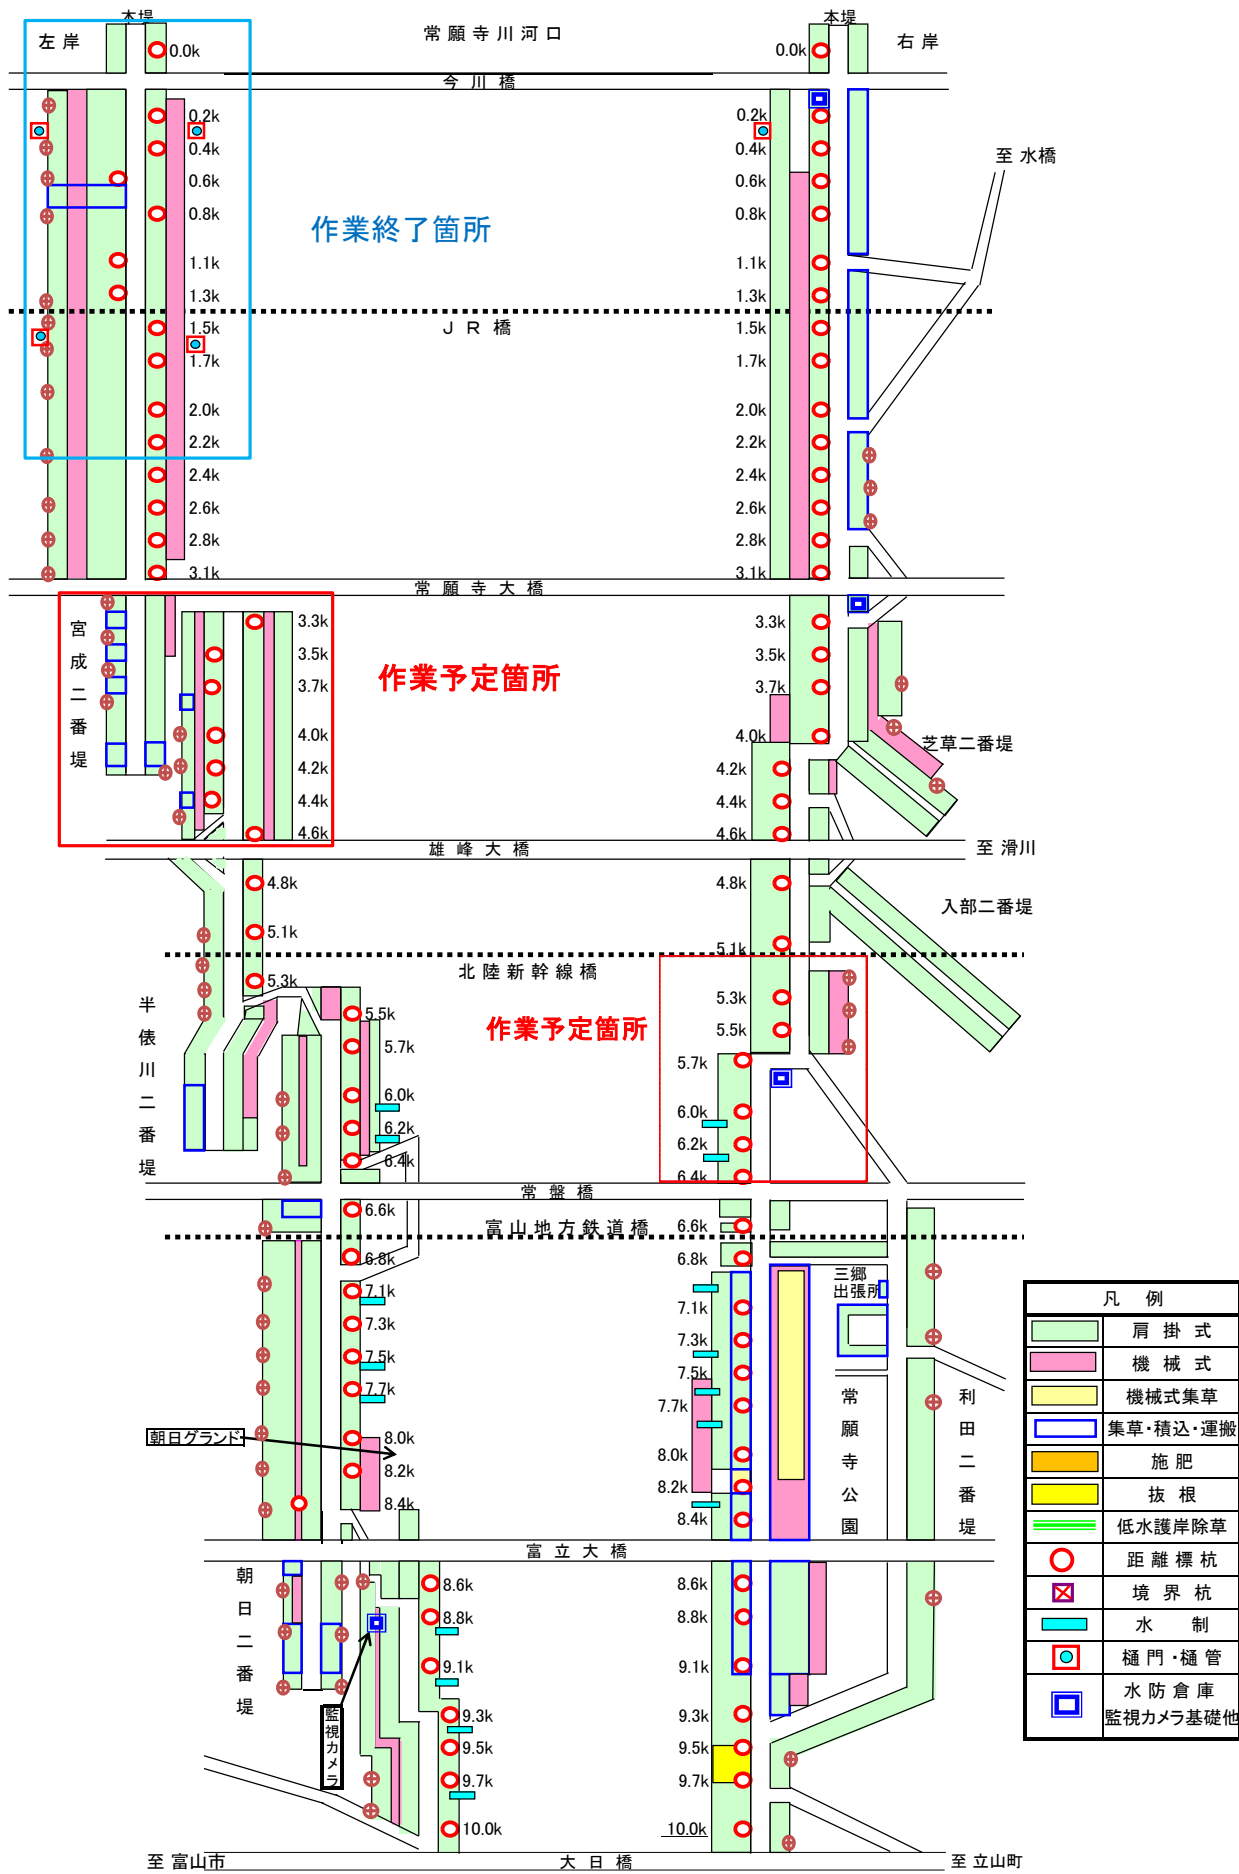 本堤
本堤
左岸
常願寺川河口
右岸
0.0k
0.0k
今川橋
0.2k
0.2k
0.4k
0.4k
至 水橋
0.6k
0.6k
0.8k
0.8k
作業終了箇所
1.1k
1.1k
1.3k
1.3k
JR橋
1.5k
1.5k
1.7k
1.7k
2.0k
2.0k
2.2k
2.2k
2.4k
2.4k
2.6k
2.6k
2.8k
2.8k
3.1k
3.1k
常願寺大橋
宮成二番堤
3.3k
3.3k
3.5k
3.5k
作業予定箇所
3.7k
3.7k
4.0k
4.0k
芝草二番堤
4.2k
4.2k
4.4k
4.4k
4.6k
4.6k
雄峰大橋
至 滑川
4.8k
4.8k
入部二番堤
5.1k
5.1k
北陸新幹線橋
5.3k
5.3k
半俵川二番堤
5.5k
作業予定箇所
5.5k
5.7k
5.7k
6.0k
6.0k
6.2k
6.2k
6.4k
6.4k
常盤橋
6.6k
6.6k
富山地方鉄道橋
6.8k
6.8k
三郷
出張所
7.1k
7.1k
7.3k
7.3k
7.5k
7.5k
7.7k
7.7k
常願寺公園
利田二番堤
朝日グランド
8.0k
8.0k
8.2k
8.2k
8.4k
8.4k
富立大橋
朝日二番堤
8.6k
8.6k
8.8k
8.8k
9.1k
9.1k
監視カメラ
9.3k
9.3k
9.5k
9.5k
9.7k
9.7k
10.0k
10.0k
至 富山市
大日橋
至 立山町
凡 例
肩掛式
機械式
機械式集草
集草・積込・運搬
施肥
抜根
低水護岸除草
距離標杭
境界杭
水 制
樋門・樋管
水防倉庫
監視カメラ基礎他